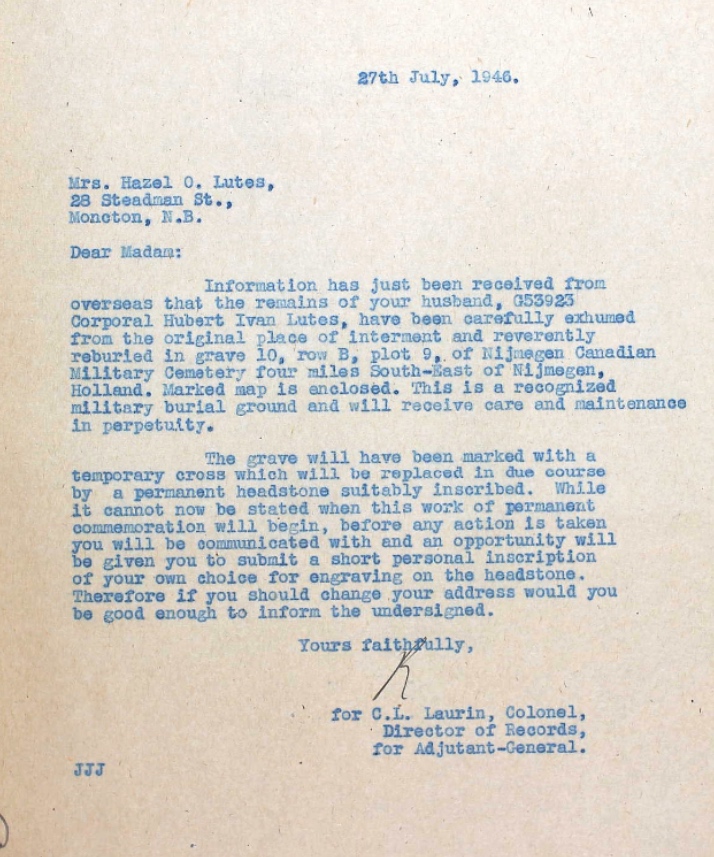 27th July, 1946.
Mrs. Hazel O. Lutes,
28 Steadman St.,
Moncton, N.B.
Dear Madam:
Information has just been received from
overseas that the remains of your husband, G53923
Corporal Hubert Ivan Lutes, have been carefully exhumed
from the original place of interment and reverently
reburied in grave 10, row B, plot 9, of Nijmegen Canadian
Military Cemetery four miles South-East of Nijmegen,
Holland. Marked map is enclosed. This is a recognized
military burial ground and will receive care and maintenance
in perpetuity.
The grave will have been marked with a
temporary cross which will be replaced in due course
by a permanent headstone suitably inscribed. While
it cannot now be stated when this work of permanent
commemoration will begin, before any action is taken
you will be communicated with and an opportunity will
be given you to submit a short personal inscription
of your own choice for engraving on the headstone.
Therefore if you should change your address would you
be good enough to inform the undersigned.
Yours faithfully,
for C.L. Laurin, Colonel,
Director of Records,
for Adjutant-General.
JJJ